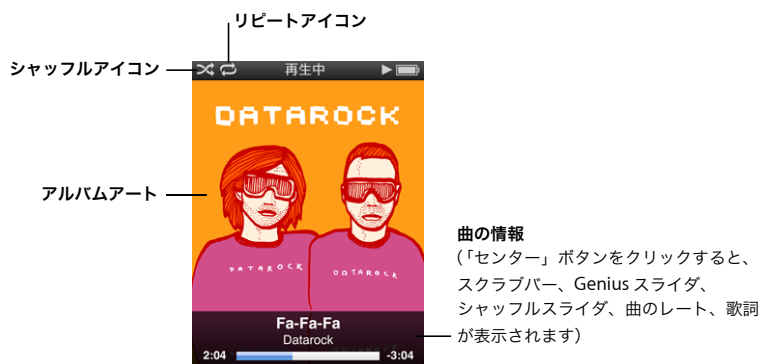 リピートアイコン
シャッフルアイコン
再生中
DATAROCK
アルバムアート
DATAROCK
DATAROCK
曲の情報
（「センター」ボタンをクリックすると、
スクラブバー、Genius スライダ、
シャッフルスライダ、曲のレート、歌詞
が表示されます）
Fa-Fa-Fa
Datarock
2:04
-3:04